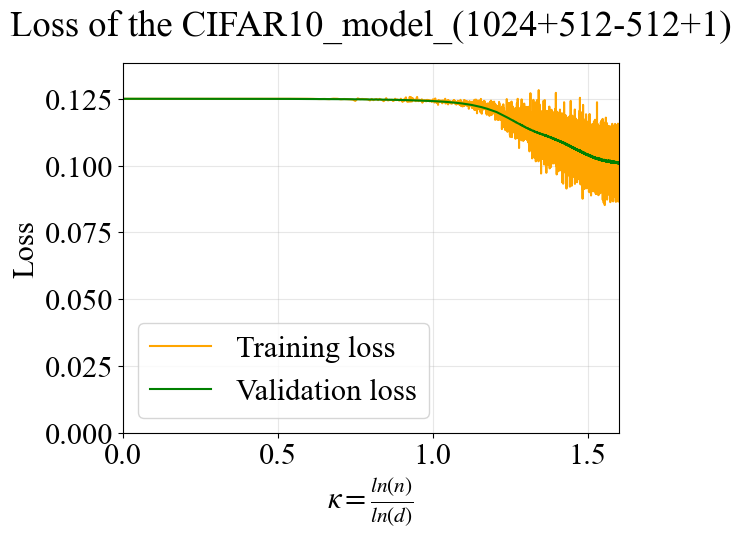 Loss of the CIFAR10_model_(1024+512-512+1)
0.125
0.100
0.075
0.050
0.025
0.000
Loss
Training loss
Validation loss
0.0 0.5 1.0 1.5
κ = ln(n)/ln(d)